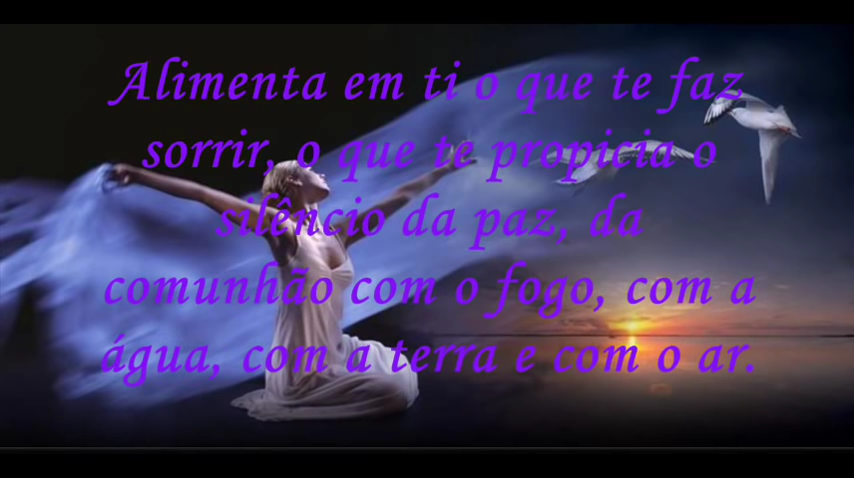 Alimenta em ti o que te faz
sorrir, o que te propicia o
silêncio da paz, da
comunhão com o fogo, com a
água, com a terra e com o ar.